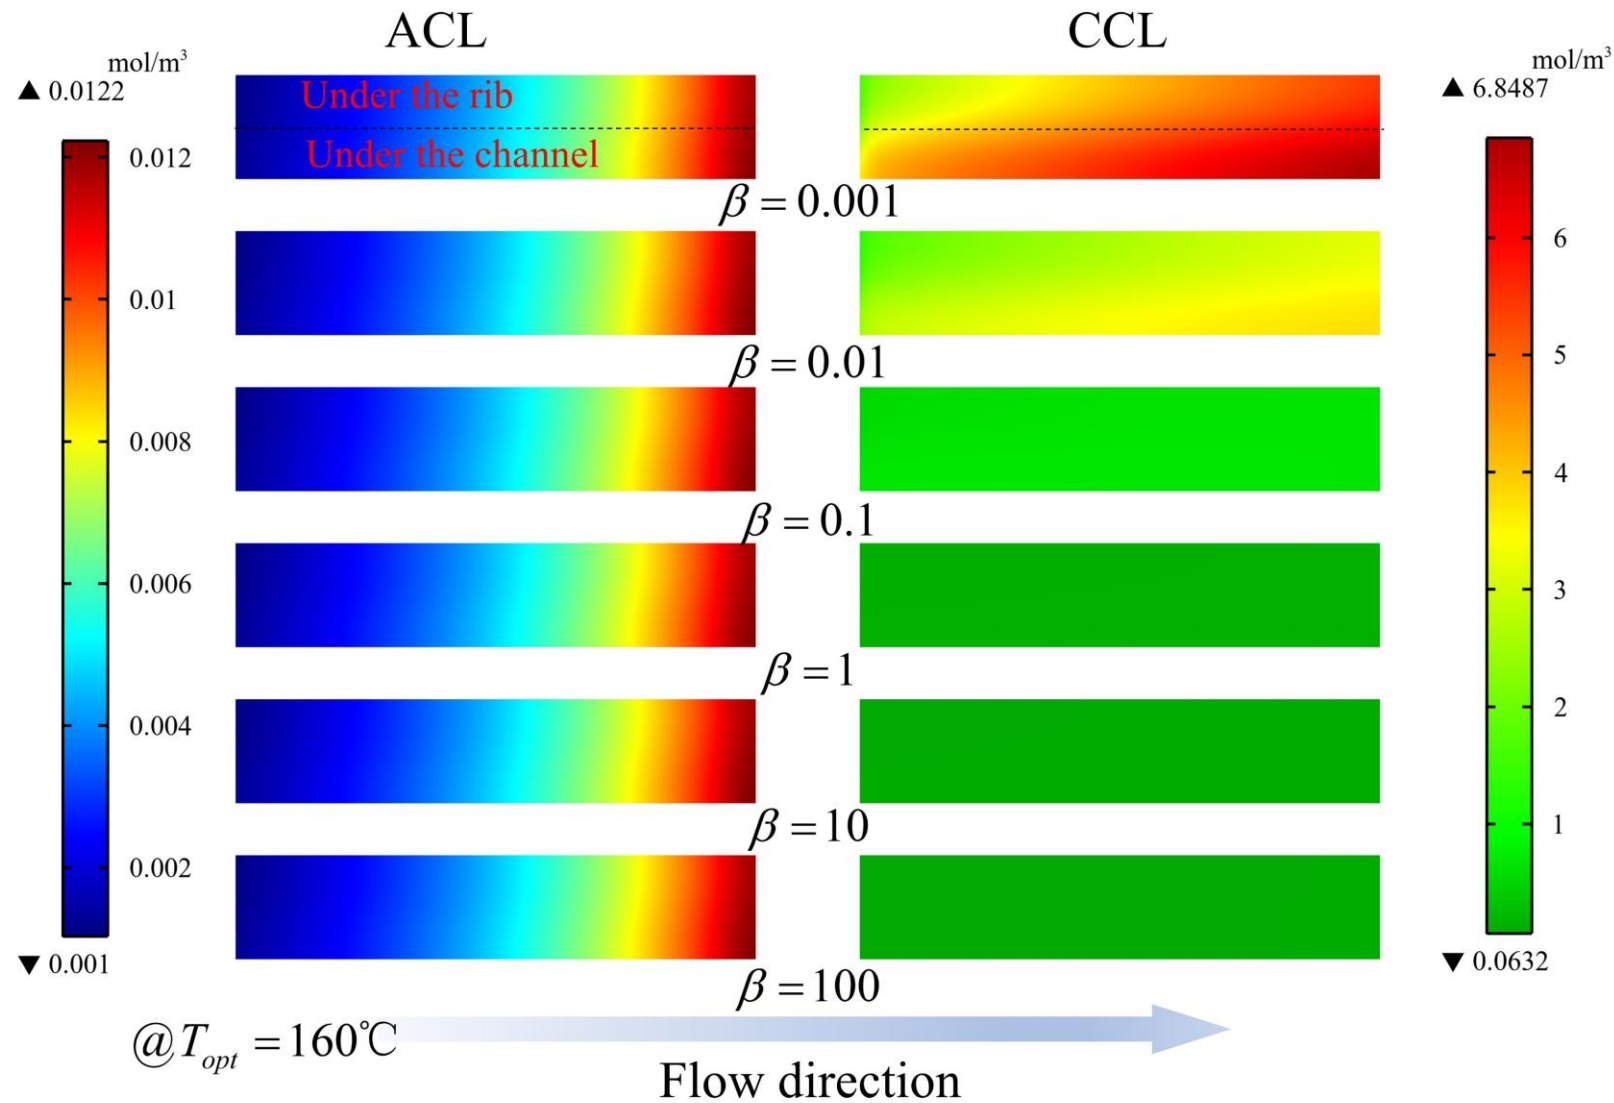 ACL
CCL
mol/m³
▲ 0.0122
0.012
0.01
0.008
0.006
0.004
0.002
▼ 0.001
Under the rib
Under the channel
β = 0.001
β = 0.01
β = 0.1
β = 1
β = 10
β = 100
mol/m³
▲ 6.8487
6
5
4
3
2
1
▼ 0.0632
@T_opt = 160℃
Flow direction